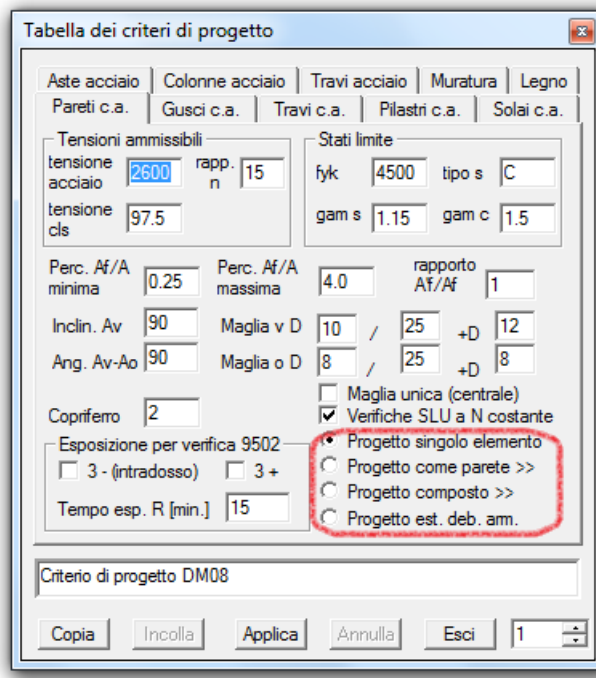 Tabella dei criteri di progetto
Aste acciaio Colonne acciaio Travi acciaio Muratura Legno
Pareti c.a. Gusci c.a. Travi c.a. Pilastri c.a. Solai c.a.
Tensioni ammissibili
tensione acciaio 2600 rapp. n 15
tensione cls 97.5
Stati limite
fyk 4500 tipo s C
gam s 1.15 gam c 1.5
Perc. Af/A minima 0.25 Perc. Af/A massima 4.0 rapporto A'f/Af 1
Inclin. Av 90 Maglia v D 10 / 25 +D 12
Ang. Av-Ao 90 Maglia o D 8 / 25 +D 8
Maglia unica (centrale)
Copriferro 2 Verifiche SLU a N costante
Esposizione per verifica 9502
3 - (intradosso) 3 +
Tempo esp. R [min.] 15
Progetto singolo elemento
Progetto come parete >>
Progetto composto >>
Progetto est. deb. arm.
Criterio di progetto DM08
Copia Incolla Applica Annulla Esci 1